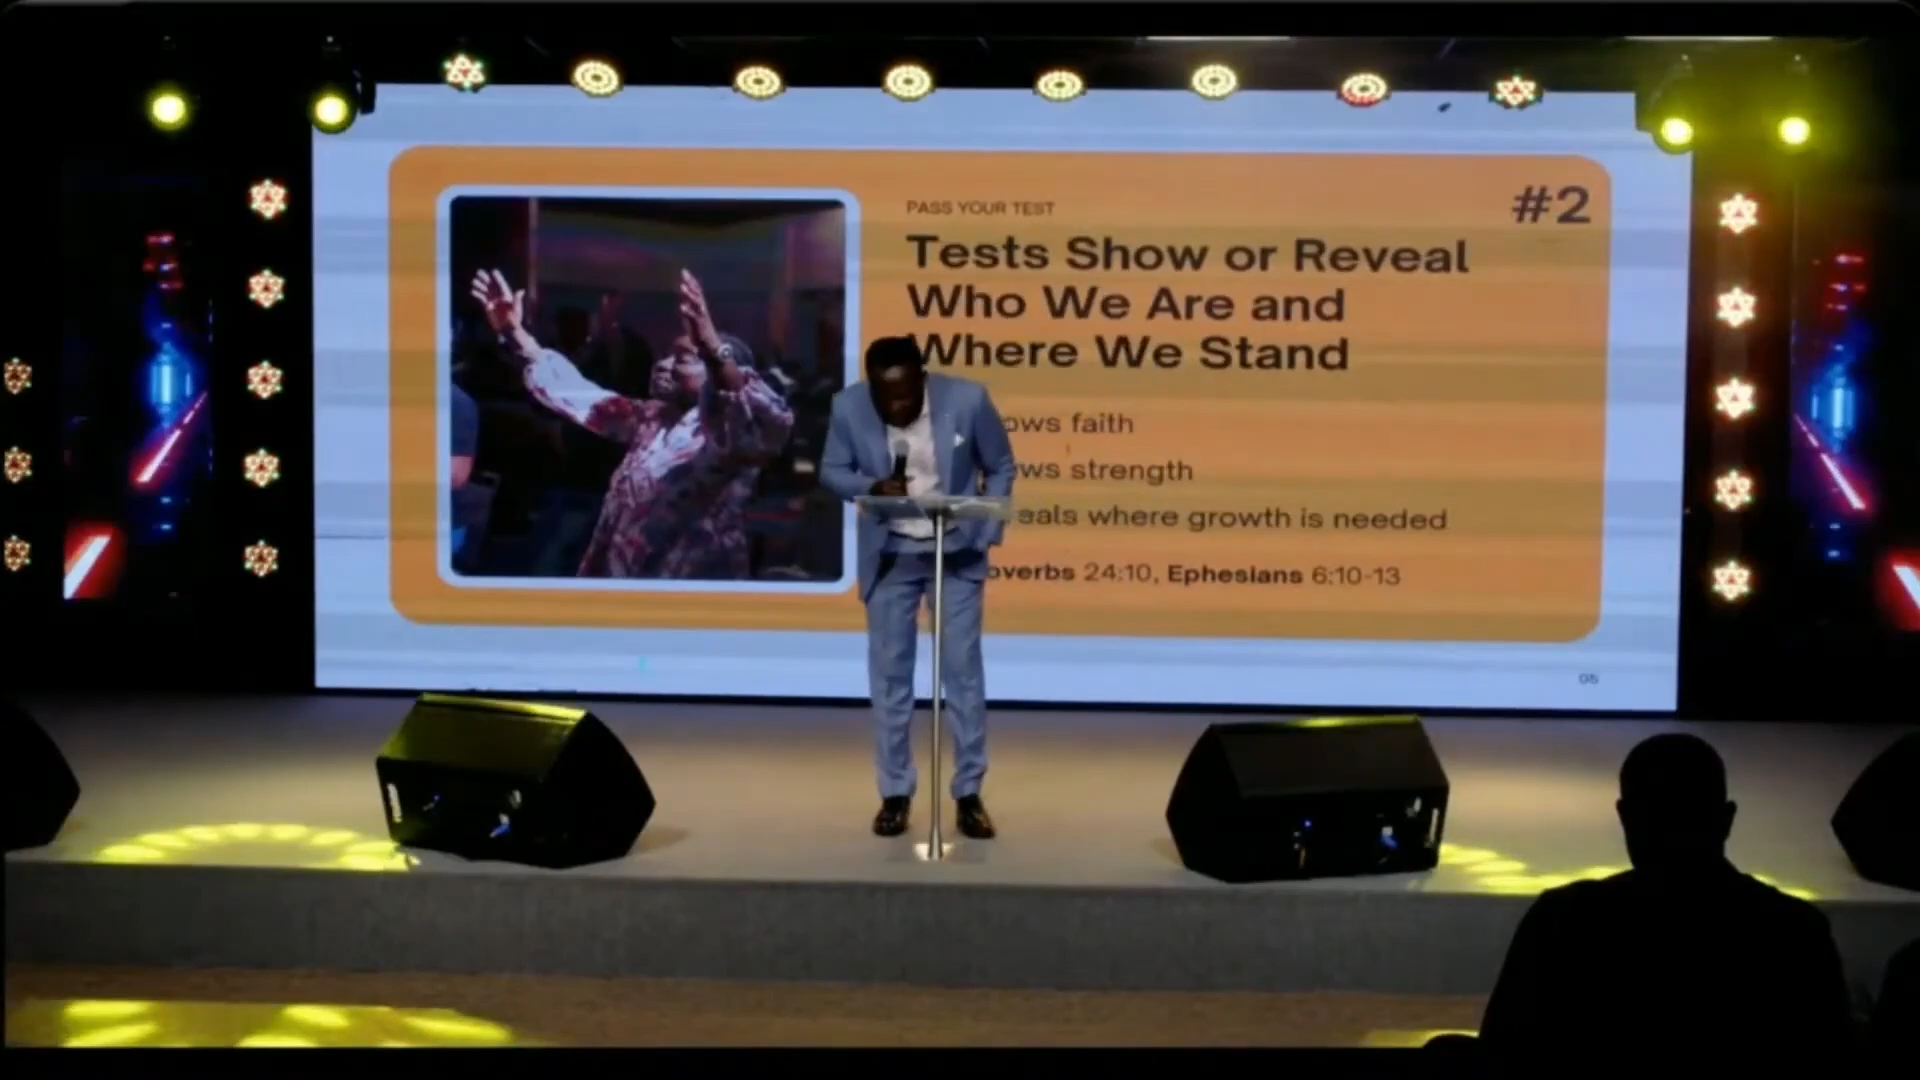 PASS YOUR TEST
#2
Tests Show or Reveal
Who We Are and
Where We Stand
ows faith
ws strength
eals where growth is needed
overbs 24:10, Ephesians 6:10-13
05